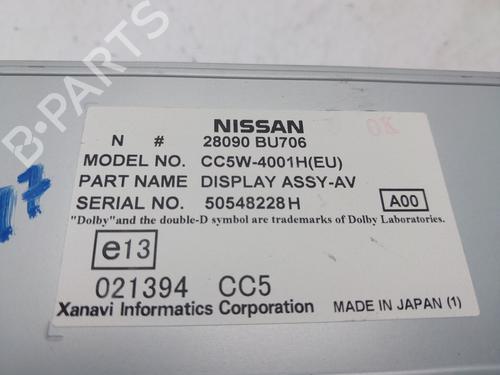 B-PARTS
OK
17
NISSAN
N # 28090 BU706
MODEL NO. CC5W-4001H(EU)
PART NAME DISPLAY ASSY-AV
SERIAL NO. 50548228H A00
"Dolby"and the double-D symbol are trademarks of Dolby Laboratories.
e13
021394 CC5
Xanavi Informatics Corporation MADE IN JAPAN (1)